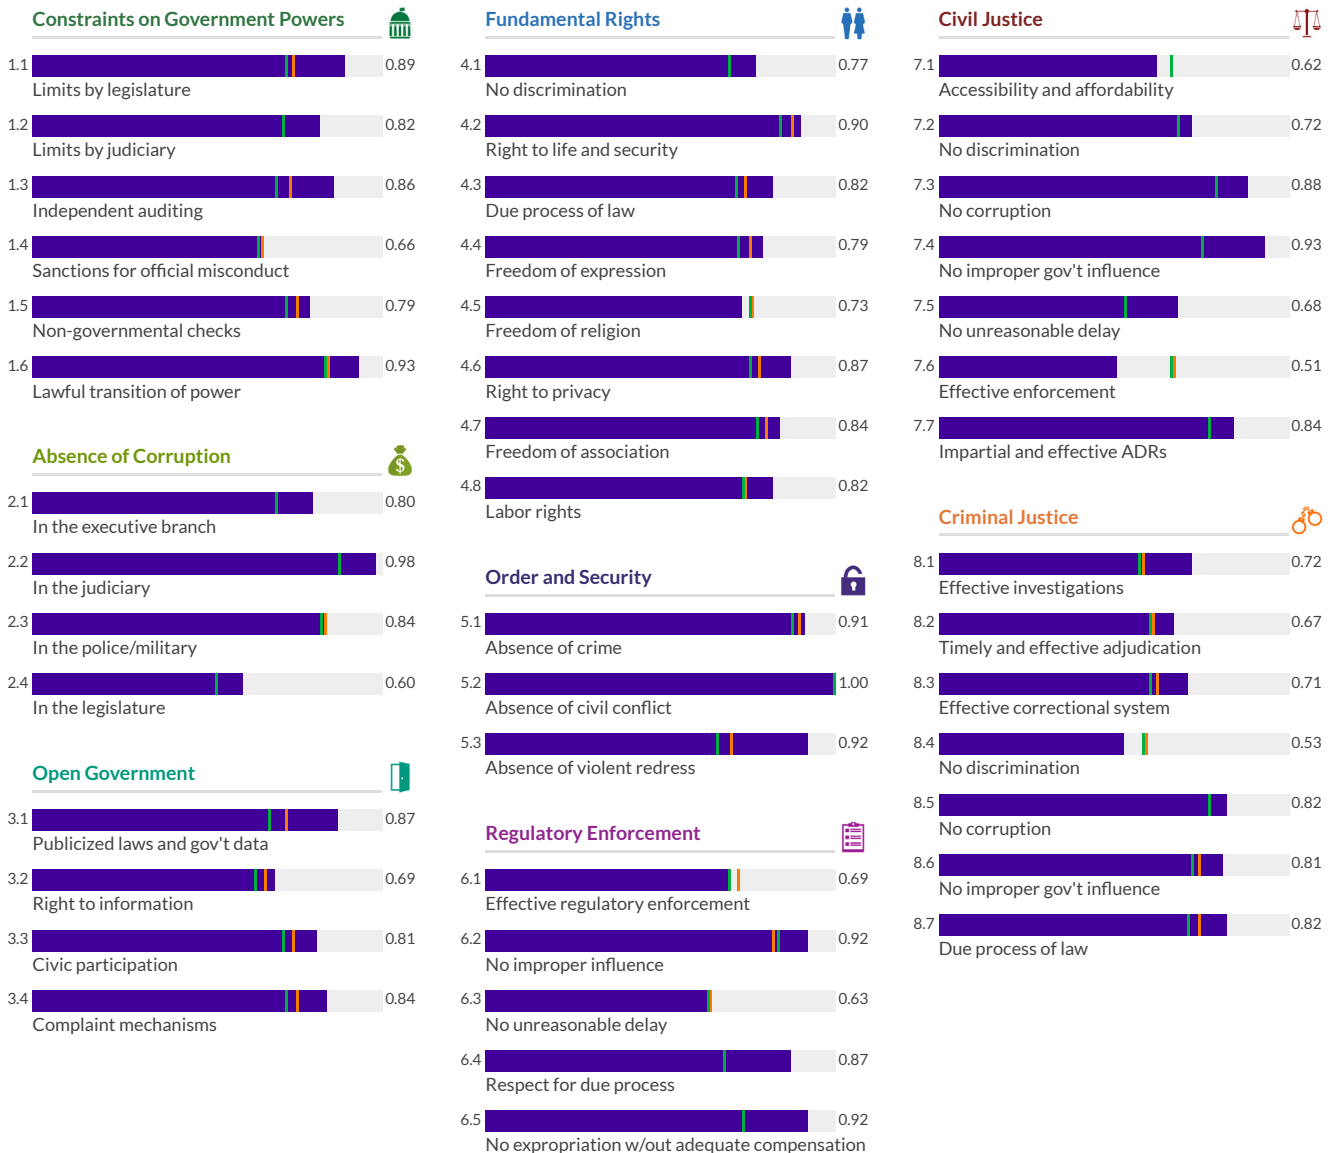 Constraints on Government Powers
1.1 0.89
Limits by legislature
1.2 0.82
Limits by judiciary
1.3 0.86
Independent auditing
1.4 0.66
Sanctions for official misconduct
1.5 0.79
Non-governmental checks
1.6 0.93
Lawful transition of power
Absence of Corruption
$
2.1 0.80
In the executive branch
2.2 0.98
In the judiciary
2.3 0.84
In the police/military
2.4 0.60
In the legislature
Open Government
3.1 0.87
Publicized laws and gov't data
3.2 0.69
Right to information
3.3 0.81
Civic participation
3.4 0.84
Complaint mechanisms
Fundamental Rights
4.1 0.77
No discrimination
4.2 0.90
Right to life and security
4.3 0.82
Due process of law
4.4 0.79
Freedom of expression
4.5 0.73
Freedom of religion
4.6 0.87
Right to privacy
4.7 0.84
Freedom of association
4.8 0.82
Labor rights
Order and Security
5.1 0.91
Absence of crime
5.2 1.00
Absence of civil conflict
5.3 0.92
Absence of violent redress
Regulatory Enforcement
6.1 0.69
Effective regulatory enforcement
6.2 0.92
No improper influence
6.3 0.63
No unreasonable delay
6.4 0.87
Respect for due process
6.5 0.92
No expropriation w/out adequate compensation
Civil Justice
7.1 0.62
Accessibility and affordability
7.2 0.72
No discrimination
7.3 0.88
No corruption
7.4 0.93
No improper gov't influence
7.5 0.68
No unreasonable delay
7.6 0.51
Effective enforcement
7.7 0.84
Impartial and effective ADRs
Criminal Justice
8.1 0.72
Effective investigations
8.2 0.67
Timely and effective adjudication
8.3 0.71
Effective correctional system
8.4 0.53
No discrimination
8.5 0.82
No corruption
8.6 0.81
No improper gov't influence
8.7 0.82
Due process of law